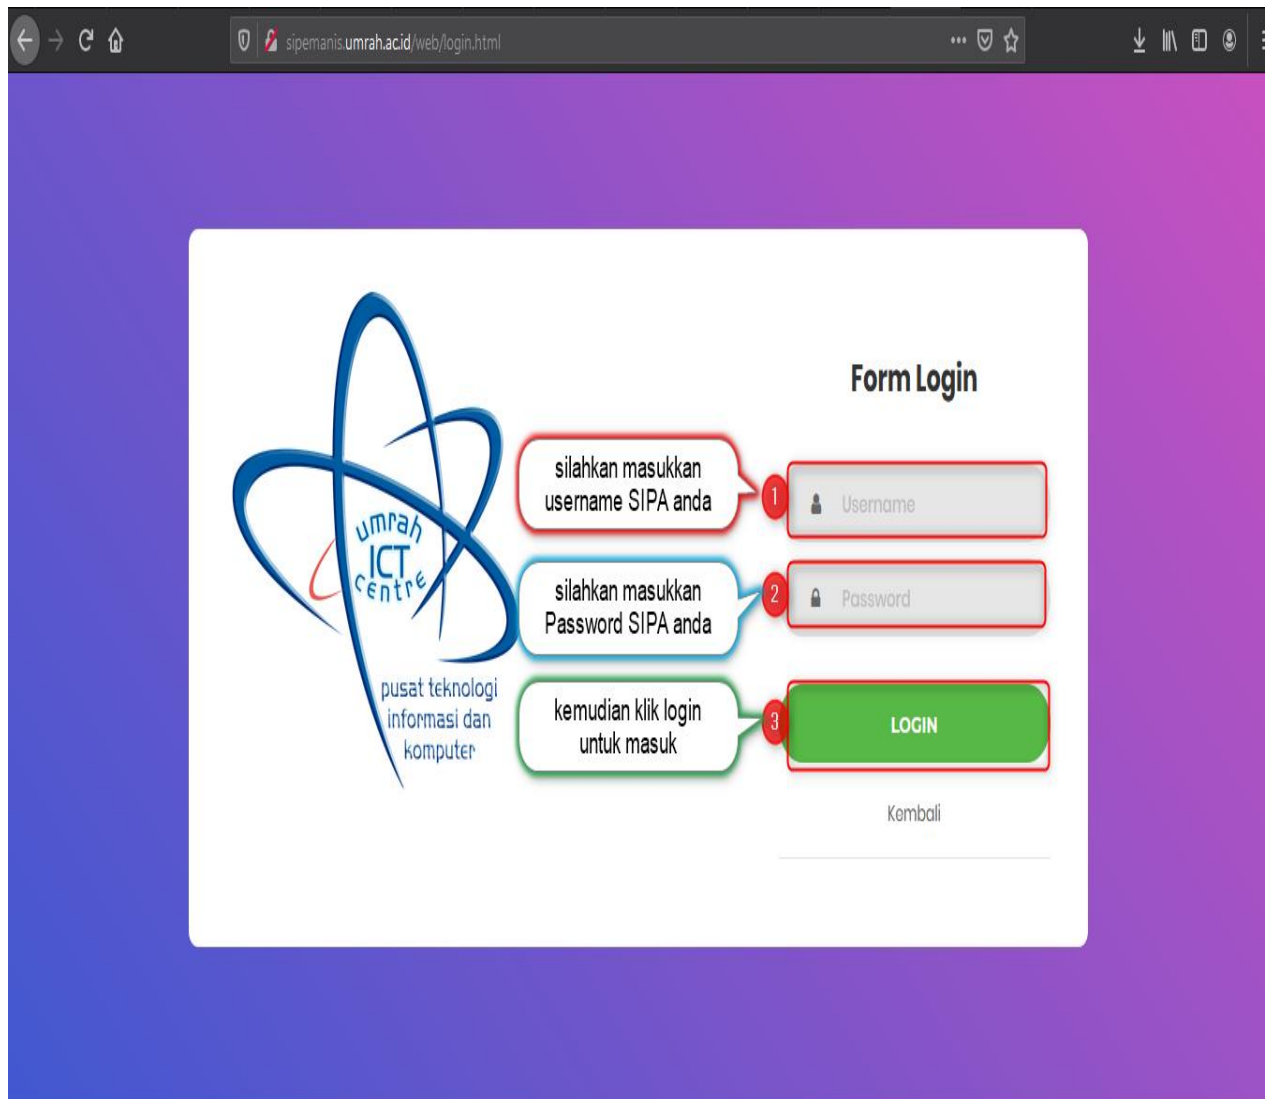 sipemanis.umrah.ac.id/web/login.html
Form Login
umrah
ICT
centre
pusat teknologi
informasi dan
komputer
silahkan masukkan
username SIPA anda
1
Username
silahkan masukkan
Password SIPA anda
2
Password
kemudian klik login
untuk masuk
3
LOGIN
Kembali